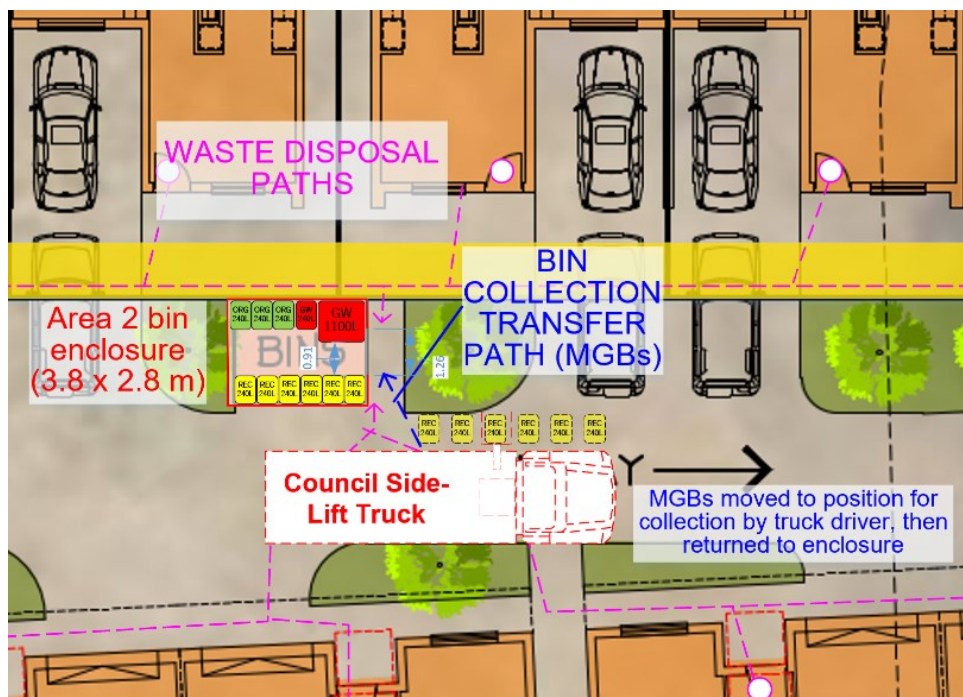 WASTE DISPOSAL
PATHS
BIN
COLLECTION
TRANSFER
PATH (MGBs)
Area 2 bin
enclosure
(3.8 x 2.8 m)
ORG
240L
ORG
240L
ORG
240L
GW
240L
GW
1100L
BINS
0.91
1.26
REC
240L
REC
240L
REC
240L
REC
240L
REC
240L
REC
240L
REC
240L
REC
240L
REC
240L
REC
240L
REC
240L
REC
240L
Council Side-
Lift Truck
Y
MGBs moved to position for
collection by truck driver, then
returned to enclosure